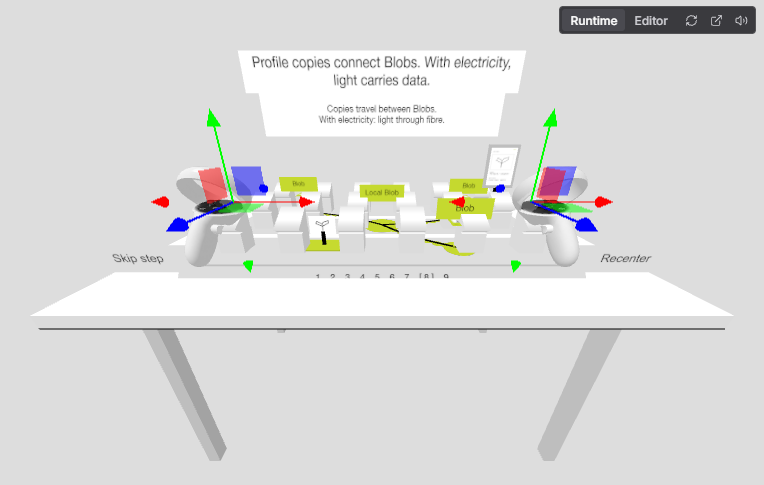 Runtime Editor
Profile copies connect Blobs. With electricity,
light carries data.
Copies travel between Blobs.
With electricity: light through fibre.
Blob
Local Blob
Blob
Blob
Skip step
Recenter
1 2 3 4 5 6 7 [8] 9